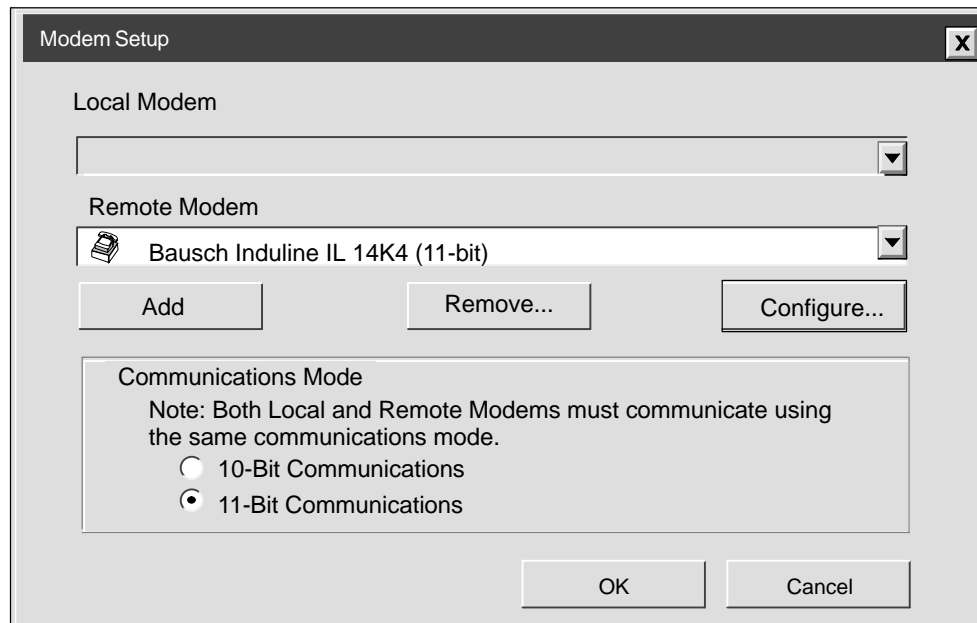 Modem Setup
X
Local Modem
Remote Modem
Bausch Induline IL 14K4 (11-bit)
Add
Remove...
Configure...
Communications Mode
Note: Both Local and Remote Modems must communicate using
the same communications mode.
10-Bit Communications
11-Bit Communications
OK
Cancel